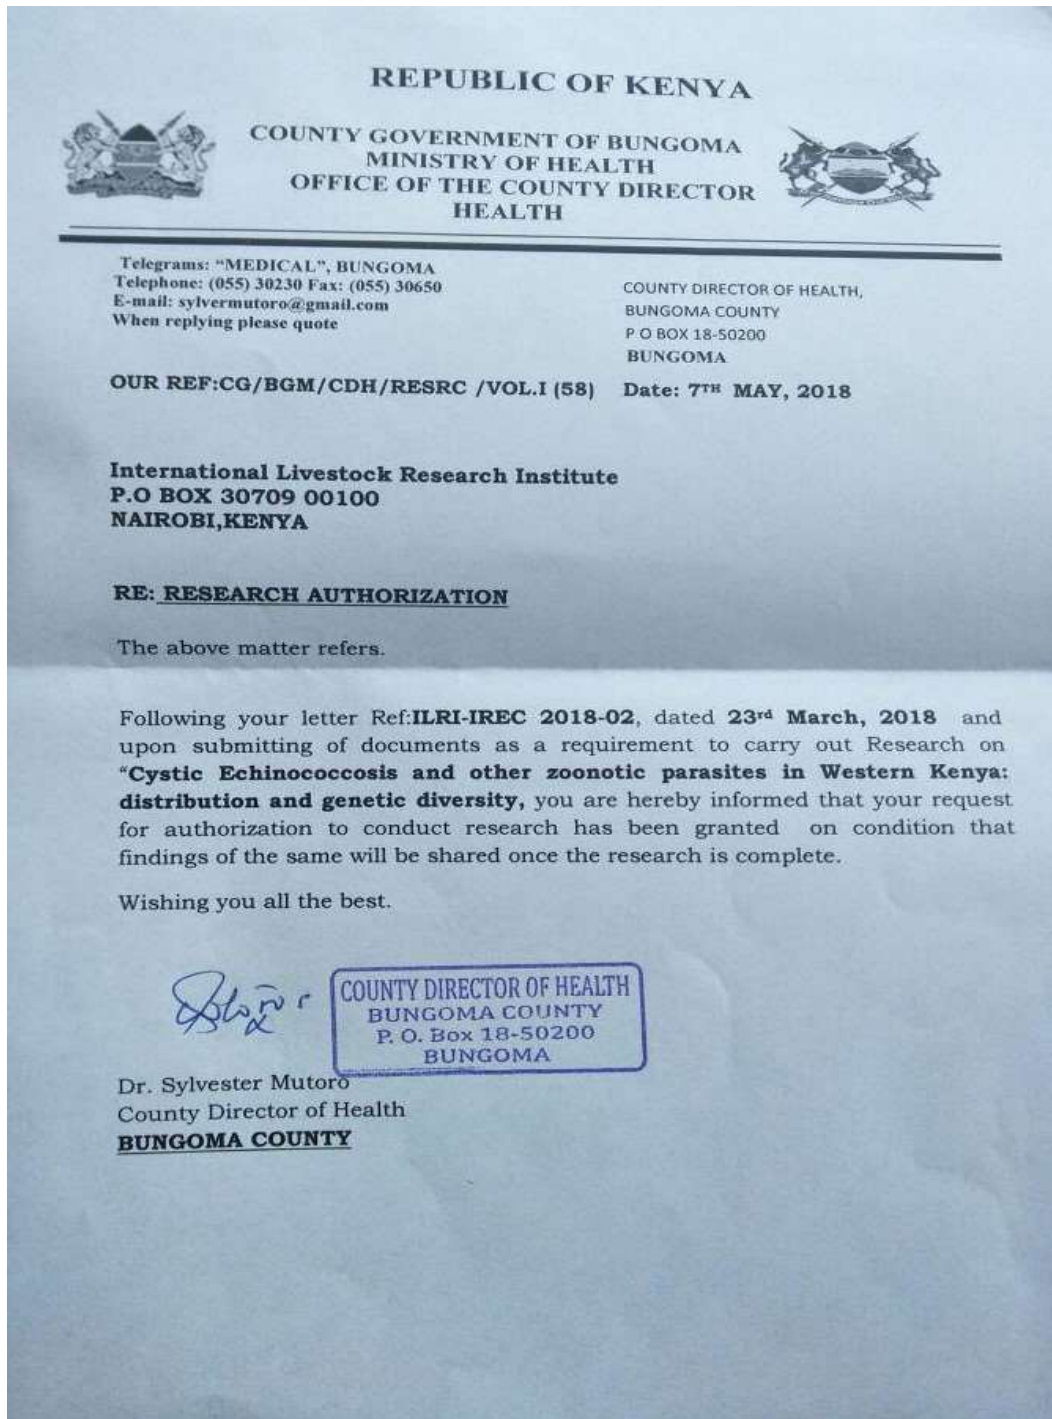 REPUBLIC OF KENYA
COUNTY GOVERNMENT OF BUNGOMA
MINISTRY OF HEALTH
OFFICE OF THE COUNTY DIRECTOR
HEALTH
Telegrams: “MEDICAL”, BUNGOMA
Telephone: (055) 30230 Fax: (055) 30650
E-mail: sylvermutoro@gmail.com
When replying please quote
COUNTY DIRECTOR OF HEALTH,
BUNGOMA COUNTY
P O BOX 18-50200
BUNGOMA
OUR REF:CG/BGM/CDH/RESRC /VOL.I (58) Date: 7TH MAY, 2018
International Livestock Research Institute
P.O BOX 30709 00100
NAIROBI,KENYA
RE: RESEARCH AUTHORIZATION
The above matter refers.
Following your letter Ref:ILRI-IREC 2018-02, dated 23rd March, 2018 and
upon submitting of documents as a requirement to carry out Research on
“Cystic Echinococcosis and other zoonotic parasites in Western Kenya:
distribution and genetic diversity, you are hereby informed that your request
for authorization to conduct research has been granted on condition that
findings of the same will be shared once the research is complete.
Wishing you all the best.
COUNTY DIRECTOR OF HEALTH
BUNGOMA COUNTY
P. O. Box 18-50200
BUNGOMA
Dr. Sylvester Mutoro
County Director of Health
BUNGOMA COUNTY